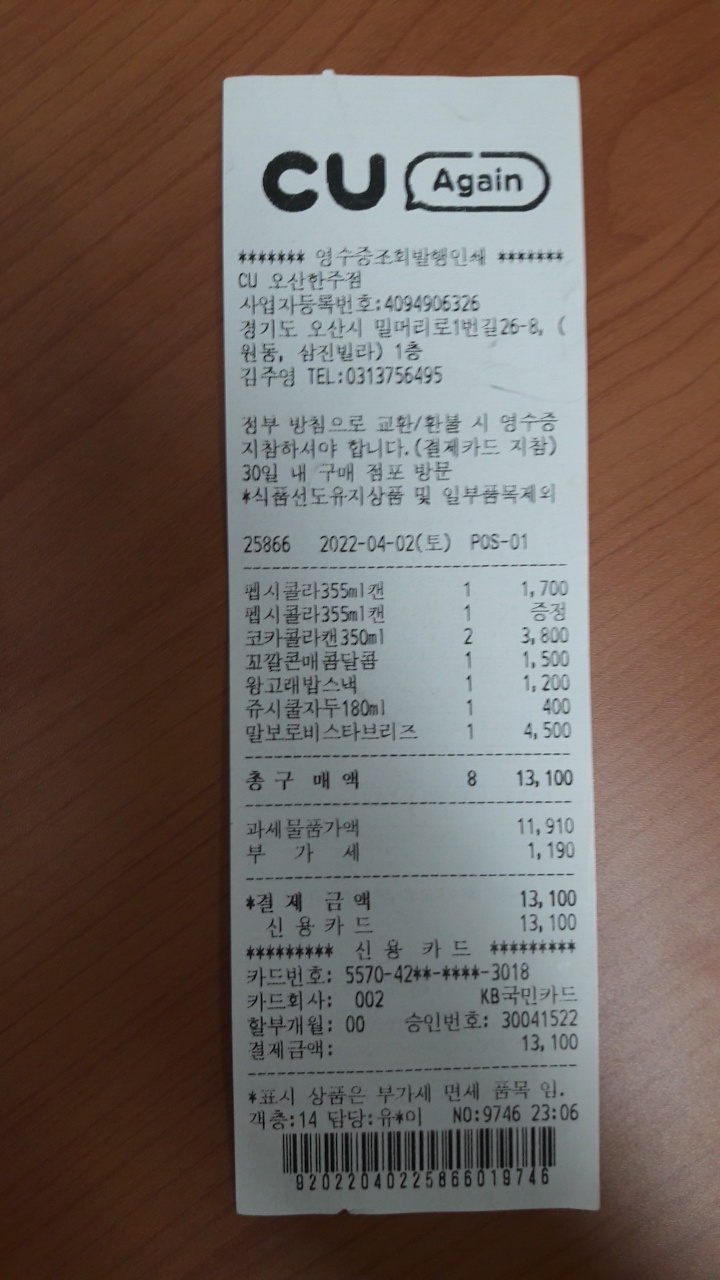 CU Again
******* 영수증조회발행인쇄 *******
CU 오산한주점
사업자등록번호:4094906326
경기도 오산시 밀머리로1번길26-8, (
원동, 삼진빌라) 1층
김주영 TEL:0313756495
정부 방침으로 교환/환불 시 영수증
지참하셔야 합니다.(결제카드 지참)
30일 내 구매 점포 방문
*식품선도유지상품 및 일부품목제외
25866 2022-04-02(토) POS-01
펩시콜라355ml캔 1 1,700
펩시콜라355ml캔 1 증정
코카콜라캔350ml 2 3,800
꼬깔콘매콤달콤 1 1,500
왕고래밥스낵 1 1,200
쥬시쿨자두180ml 1 400
말보로비스타브리즈 1 4,500
총 구 매 액 8 13,100
과세물품가액 11,910
부 가 세 1,190
*결 제 금 액 13,100
신 용 카 드 13,100
********* 신 용 카 드 *********
카드번호: 5570-42**-****-3018
카드회사: 002 KB국민카드
할부개월: 00 승인번호: 30041522
결제금액: 13,100
*표시 상품은 부가세 면세 품목 임.
객층:14 담당:유*이 NO:9746 23:06
92022040225866019746